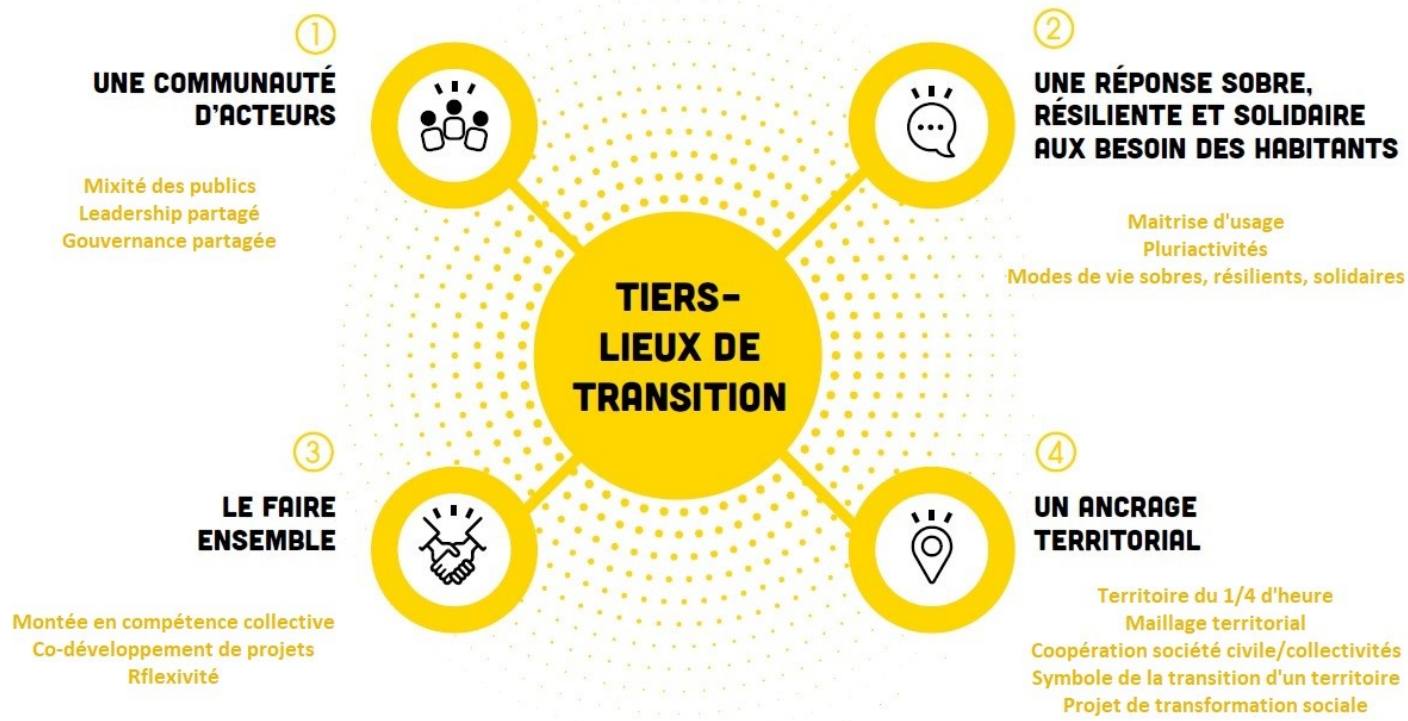 ①
UNE COMMUNAUTÉ
D'ACTEURS
Mixité des publics
Leadership partagé
Gouvernance partagée
②
UNE RÉPONSE SOBRE,
RÉSILIENTE ET SOLIDAIRE
AUX BESOIN DES HABITANTS
Maitrise d'usage
Pluriactivités
Modes de vie sobres, résilients, solidaires
TIERS-
LIEUX DE
TRANSITION
③
LE FAIRE
ENSEMBLE
Montée en compétence collective
Co-développement de projets
Rflexivité
④
UN ANCRAGE
TERRITORIAL
Territoire du 1/4 d'heure
Maillage territorial
Coopération société civile/collectivités
Symbole de la transition d'un territoire
Projet de transformation sociale